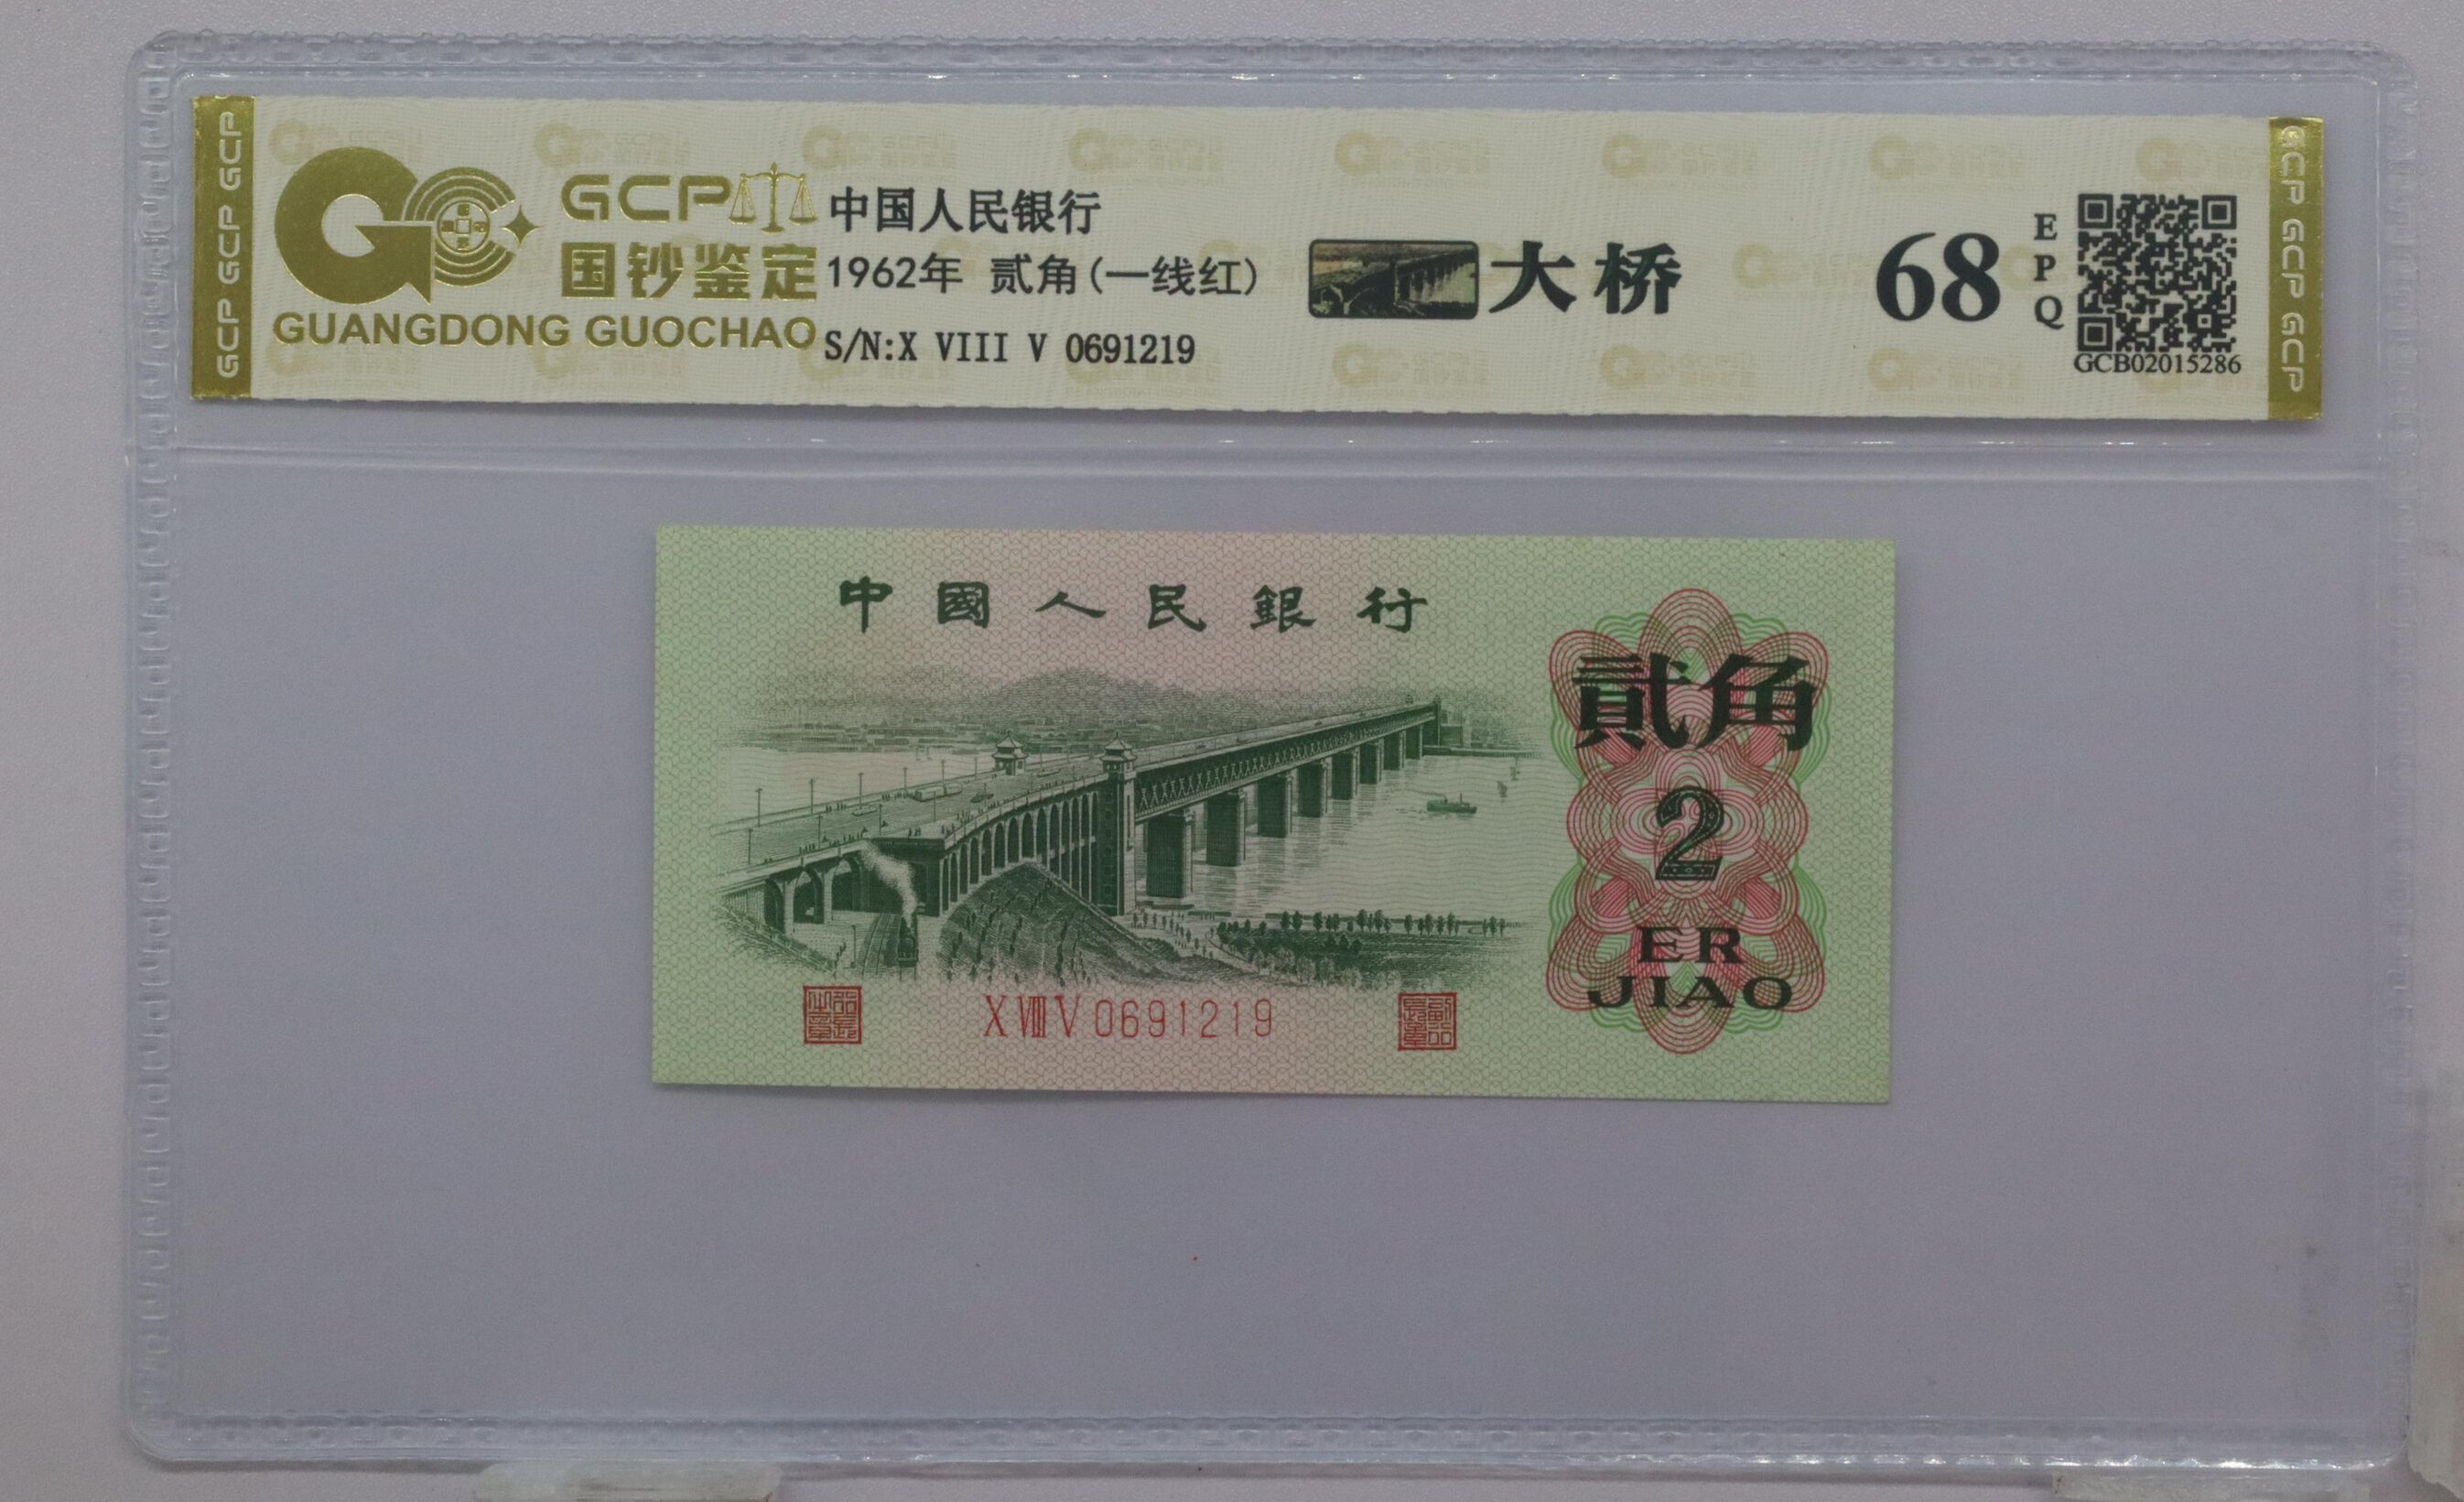 GCP GCP GCP
GCP
国钞鉴定
GUANGDONG GUOCHAO
中国人民银行
1962年 贰角(一线红)
S/N:X VIII V 0691219
大桥
68
EPQ
GCB02015286
GCP GCP GCP
中國人民銀行
貳角
2
ER
JIAO
X VIII V 0691219